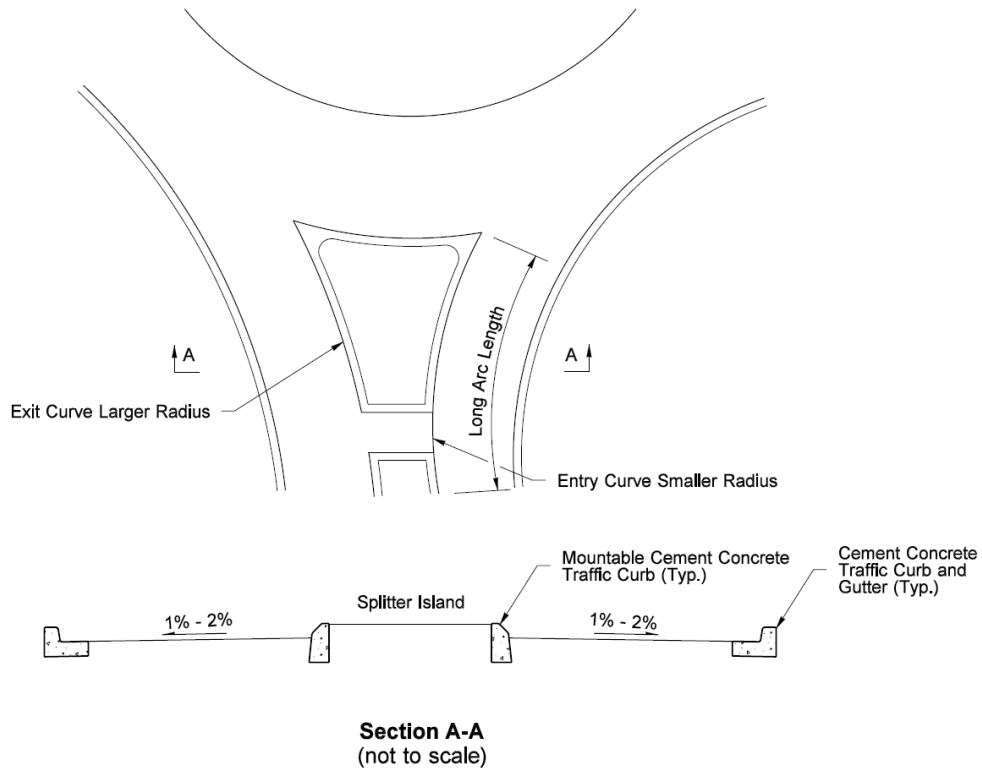 A
A
Long Arc Length
Exit Curve Larger Radius
Entry Curve Smaller Radius
Mountable Cement Concrete
Traffic Curb (Typ.)
Cement Concrete
Traffic Curb and
Gutter (Typ.)
Splitter Island
1% - 2%
1% - 2%
Section A-A
(not to scale)